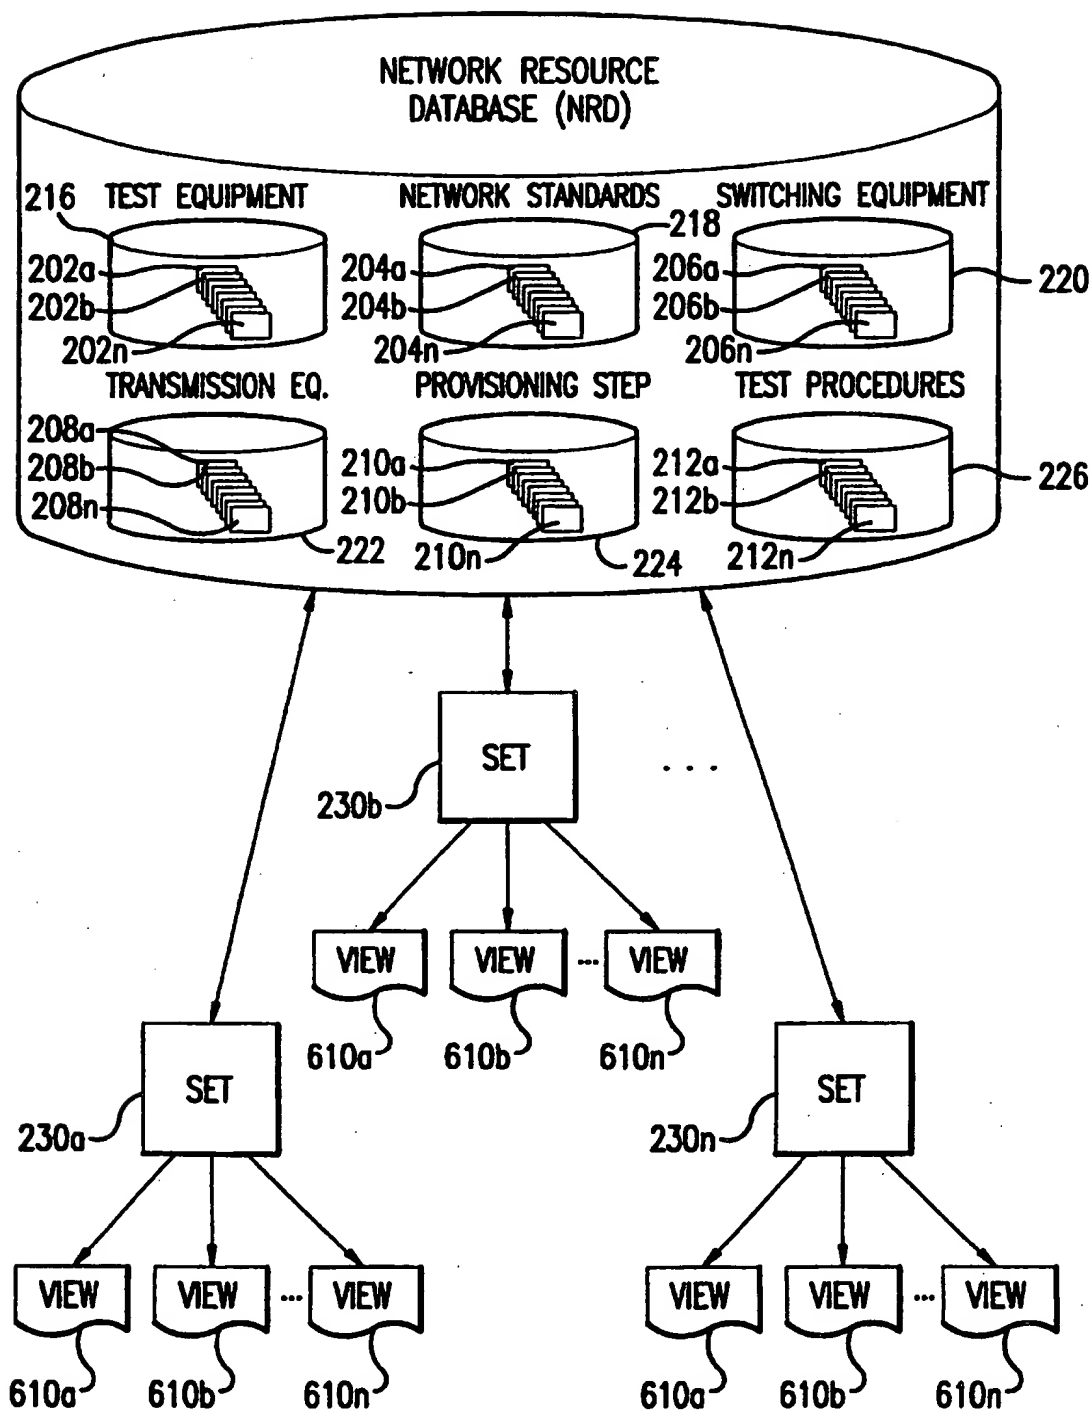 NETWORK RESOURCE
DATABASE (NRD)
216 TEST EQUIPMENT NETWORK STANDARDS SWITCHING EQUIPMENT
218
202a 204a 206a 220
202b 204b 206b
202n 204n 206n
TRANSMISSION EQ. PROVISIONING STEP TEST PROCEDURES
208a
208b 210a 212a 226
208n 210b 212b
222 210n 224 212n
SET
230b
. . .
VIEW VIEW ... VIEW
610a 610b 610n
SET SET
230a 230n
VIEW VIEW ... VIEW VIEW VIEW ... VIEW
610a 610b 610n 610a 610b 610n